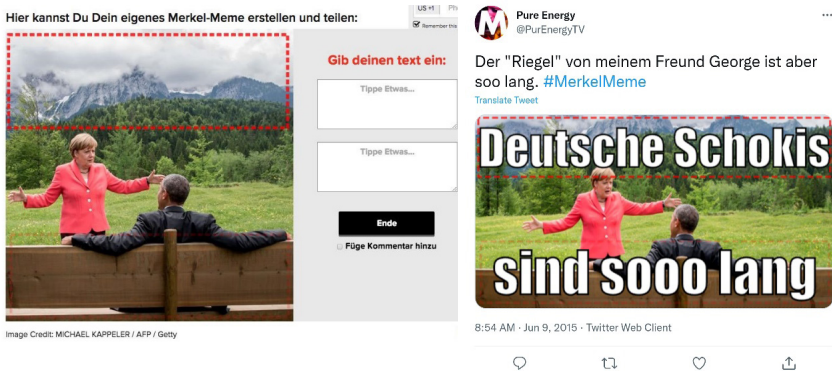 Hier kannst Du Dein eigenes Merkel-Meme erstellen und teilen:
US +1
Remember this
Gib deinen text ein:
Tippe Etwas...
Tippe Etwas...
Ende
Füge Kommentar hinzu
Image Credit: MICHAEL KAPPELER / AFP / Getty
Pure Energy
@PurEnergyTV
Der "Riegel" von meinem Freund George ist aber
soo lang. #MerkelMeme
Translate Tweet
Deutsche Schokis
sind sooo lang
8:54 AM · Jun 9, 2015 · Twitter Web Client